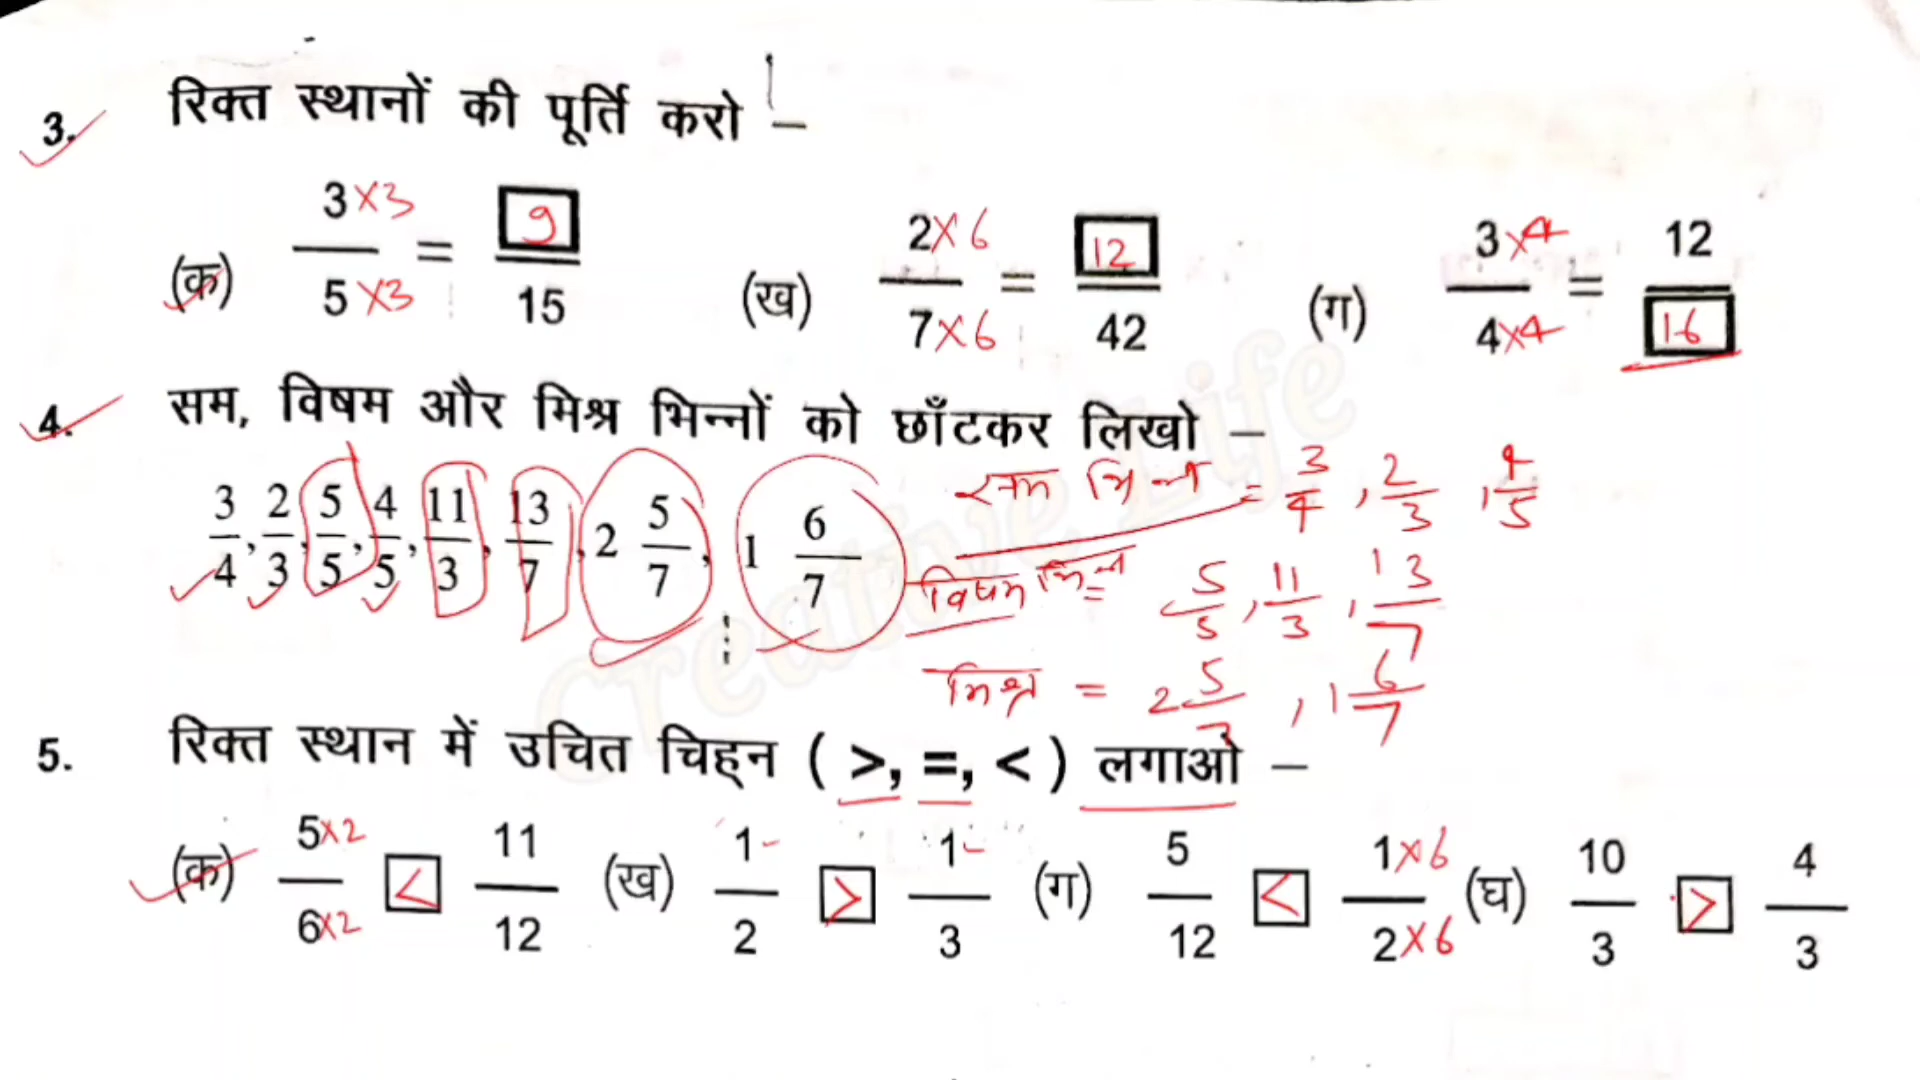 3. रिक्त स्थानों की पूर्ति करो –
(क) 3×3/5×3 = 9/15 (ख) 2×6/7×6 = 12/42 (ग) 3×4/4×4 = 12/16
4. सम, विषम और मिश्र भिन्नों को छाँटकर लिखो –
3/4, 2/3, 5/5, 4/5, 11/3, 13/7, 2 5/7, 1 6/7
सम भिन्न = 3/4, 2/3, 4/5
विषम भिन्न = 5/5, 11/3, 13/7
मिश्र = 2 5/7, 1 6/7
5. रिक्त स्थान में उचित चिह्न ( >, =, < ) लगाओ –
(क) 5×2/6×2 < 11/12 (ख) 1/2 > 1/3 (ग) 5/12 < 1×6/2×6 (घ) 10/3 > 4/3
Creative Life